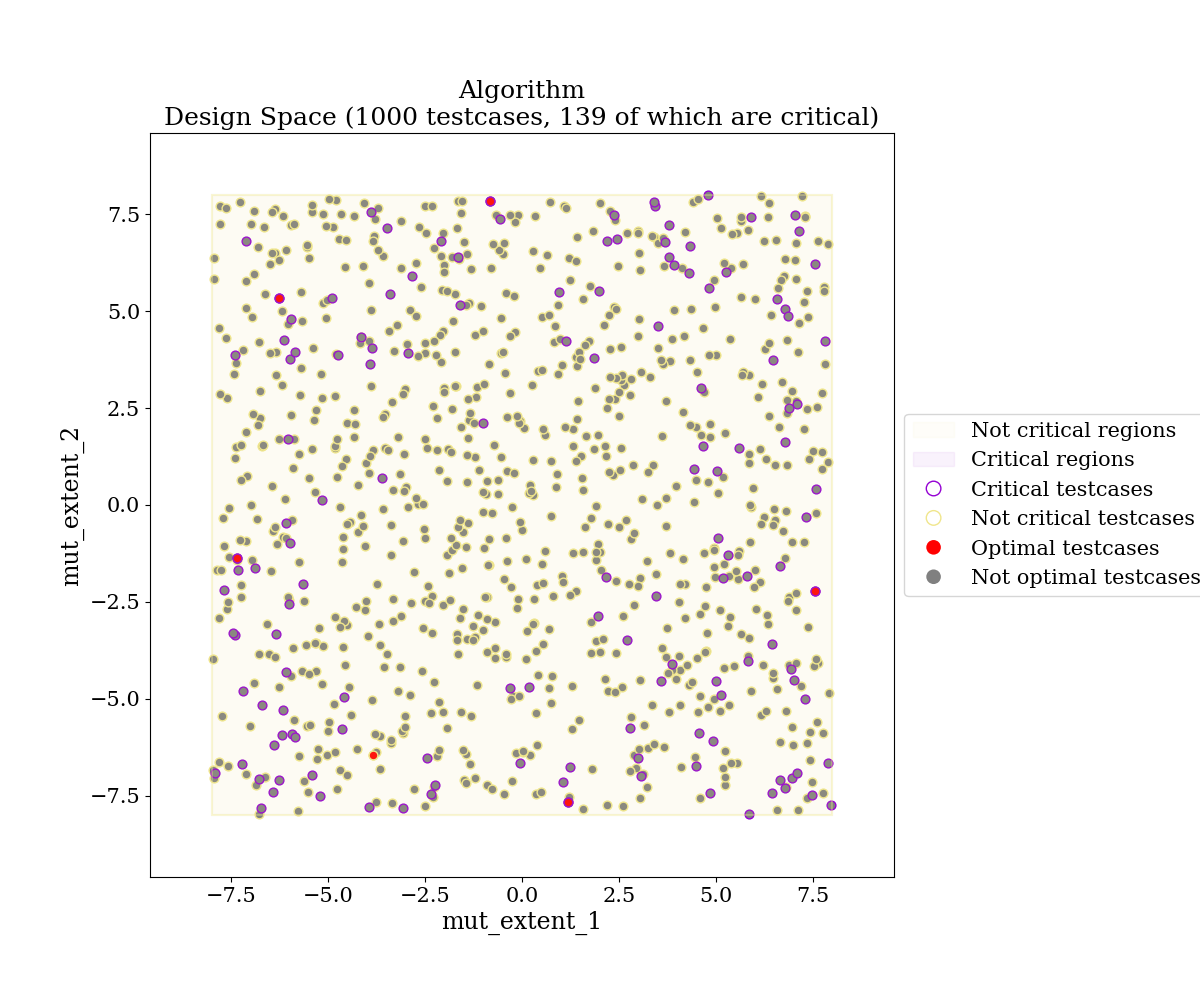 Algorithm
Design Space (1000 testcases, 139 of which are critical)
7.5
5.0
2.5
0.0
−2.5
−5.0
−7.5
mut_extent_2
−7.5 −5.0 −2.5 0.0 2.5 5.0 7.5
mut_extent_1
Not critical regions
Critical regions
Critical testcases
Not critical testcases
Optimal testcases
Not optimal testcases